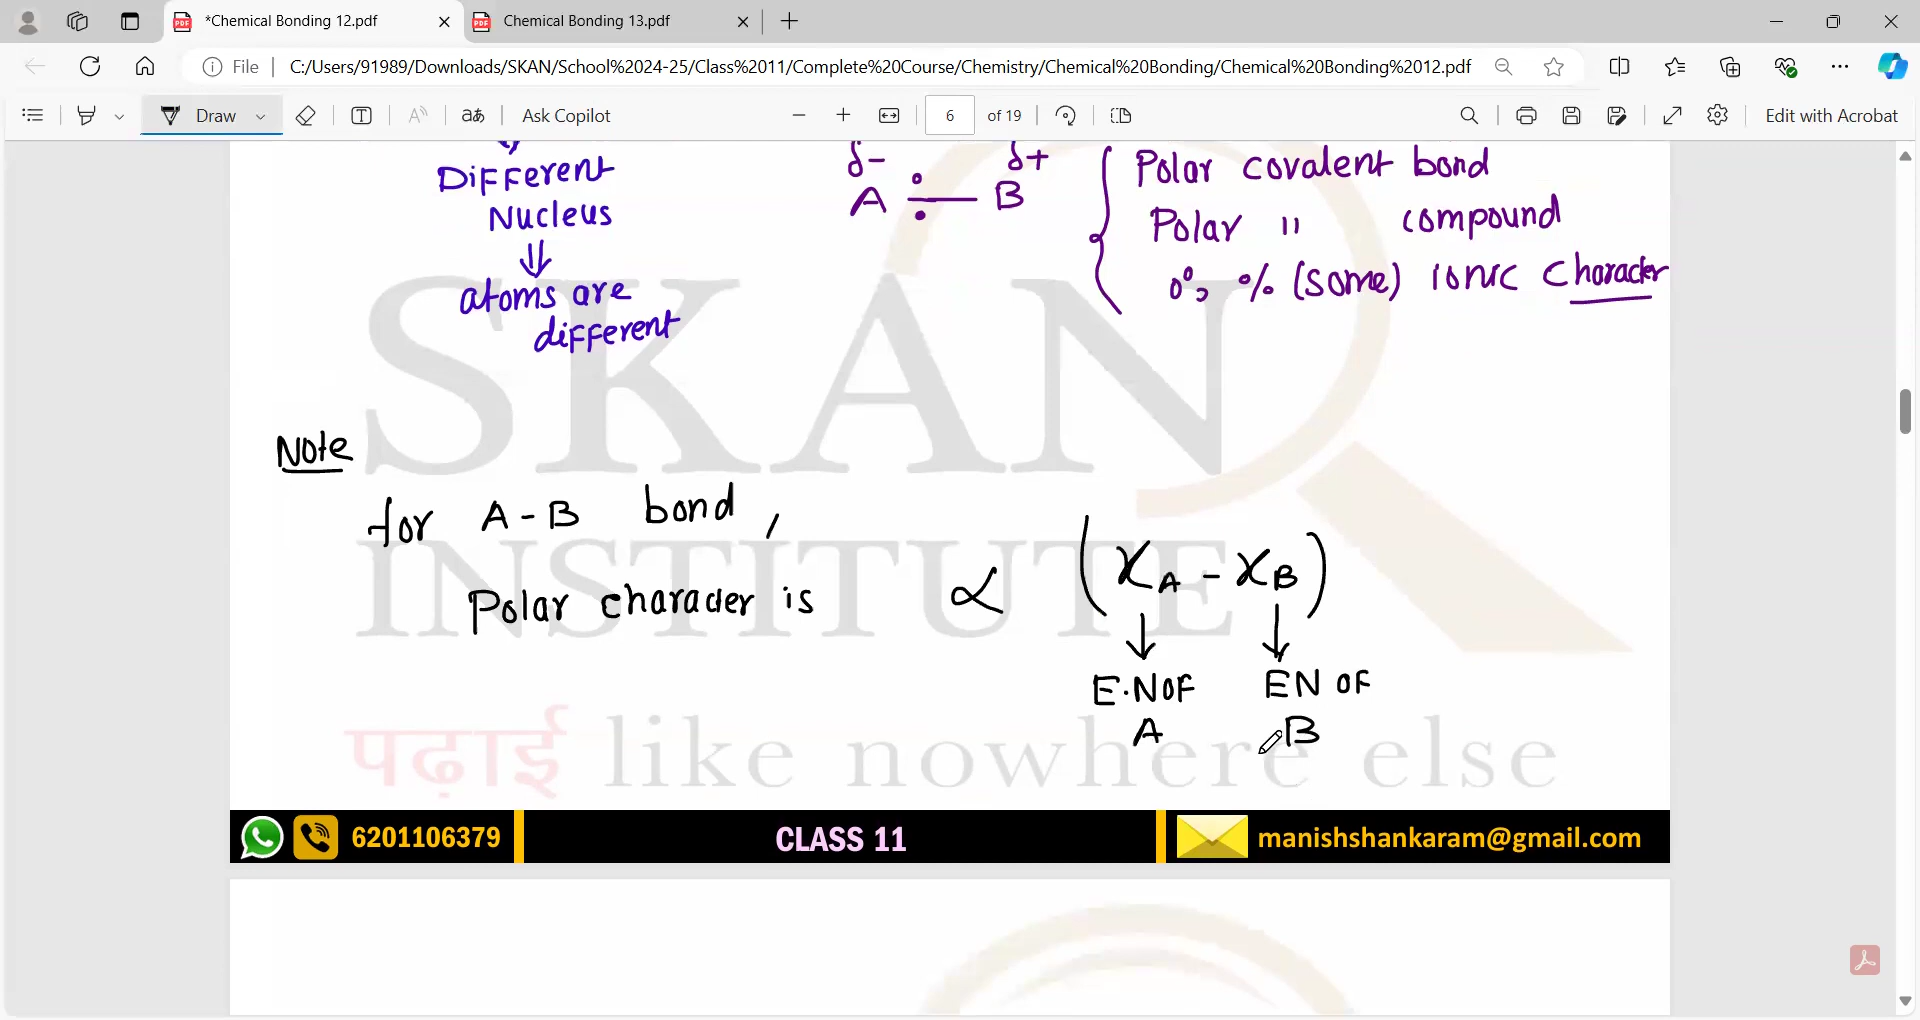 *Chemical Bonding 12.pdf
Chemical Bonding 13.pdf
File
C:/Users/91989/Downloads/SKAN/School%2024-25/Class%2011/Complete%20Course/Chemistry/Chemical%20Bonding/Chemical%20Bonding%2012.pdf
Draw
aあ
Ask Copilot
6 of 19
Edit with Acrobat
δ- δ+
A : — B
Different
Nucleus
⇓
atoms are
different
Polar covalent bond
Polar " compound
∴ % (some) ionic character
Note
for A-B bond,
Polar character is ∝ (χA - χB)
↓ ↓
E.N OF EN OF
A B
SKAN
INSTITUTE
पढ़ाई like nowhere else
6201106379
CLASS 11
manishshankaram@gmail.com